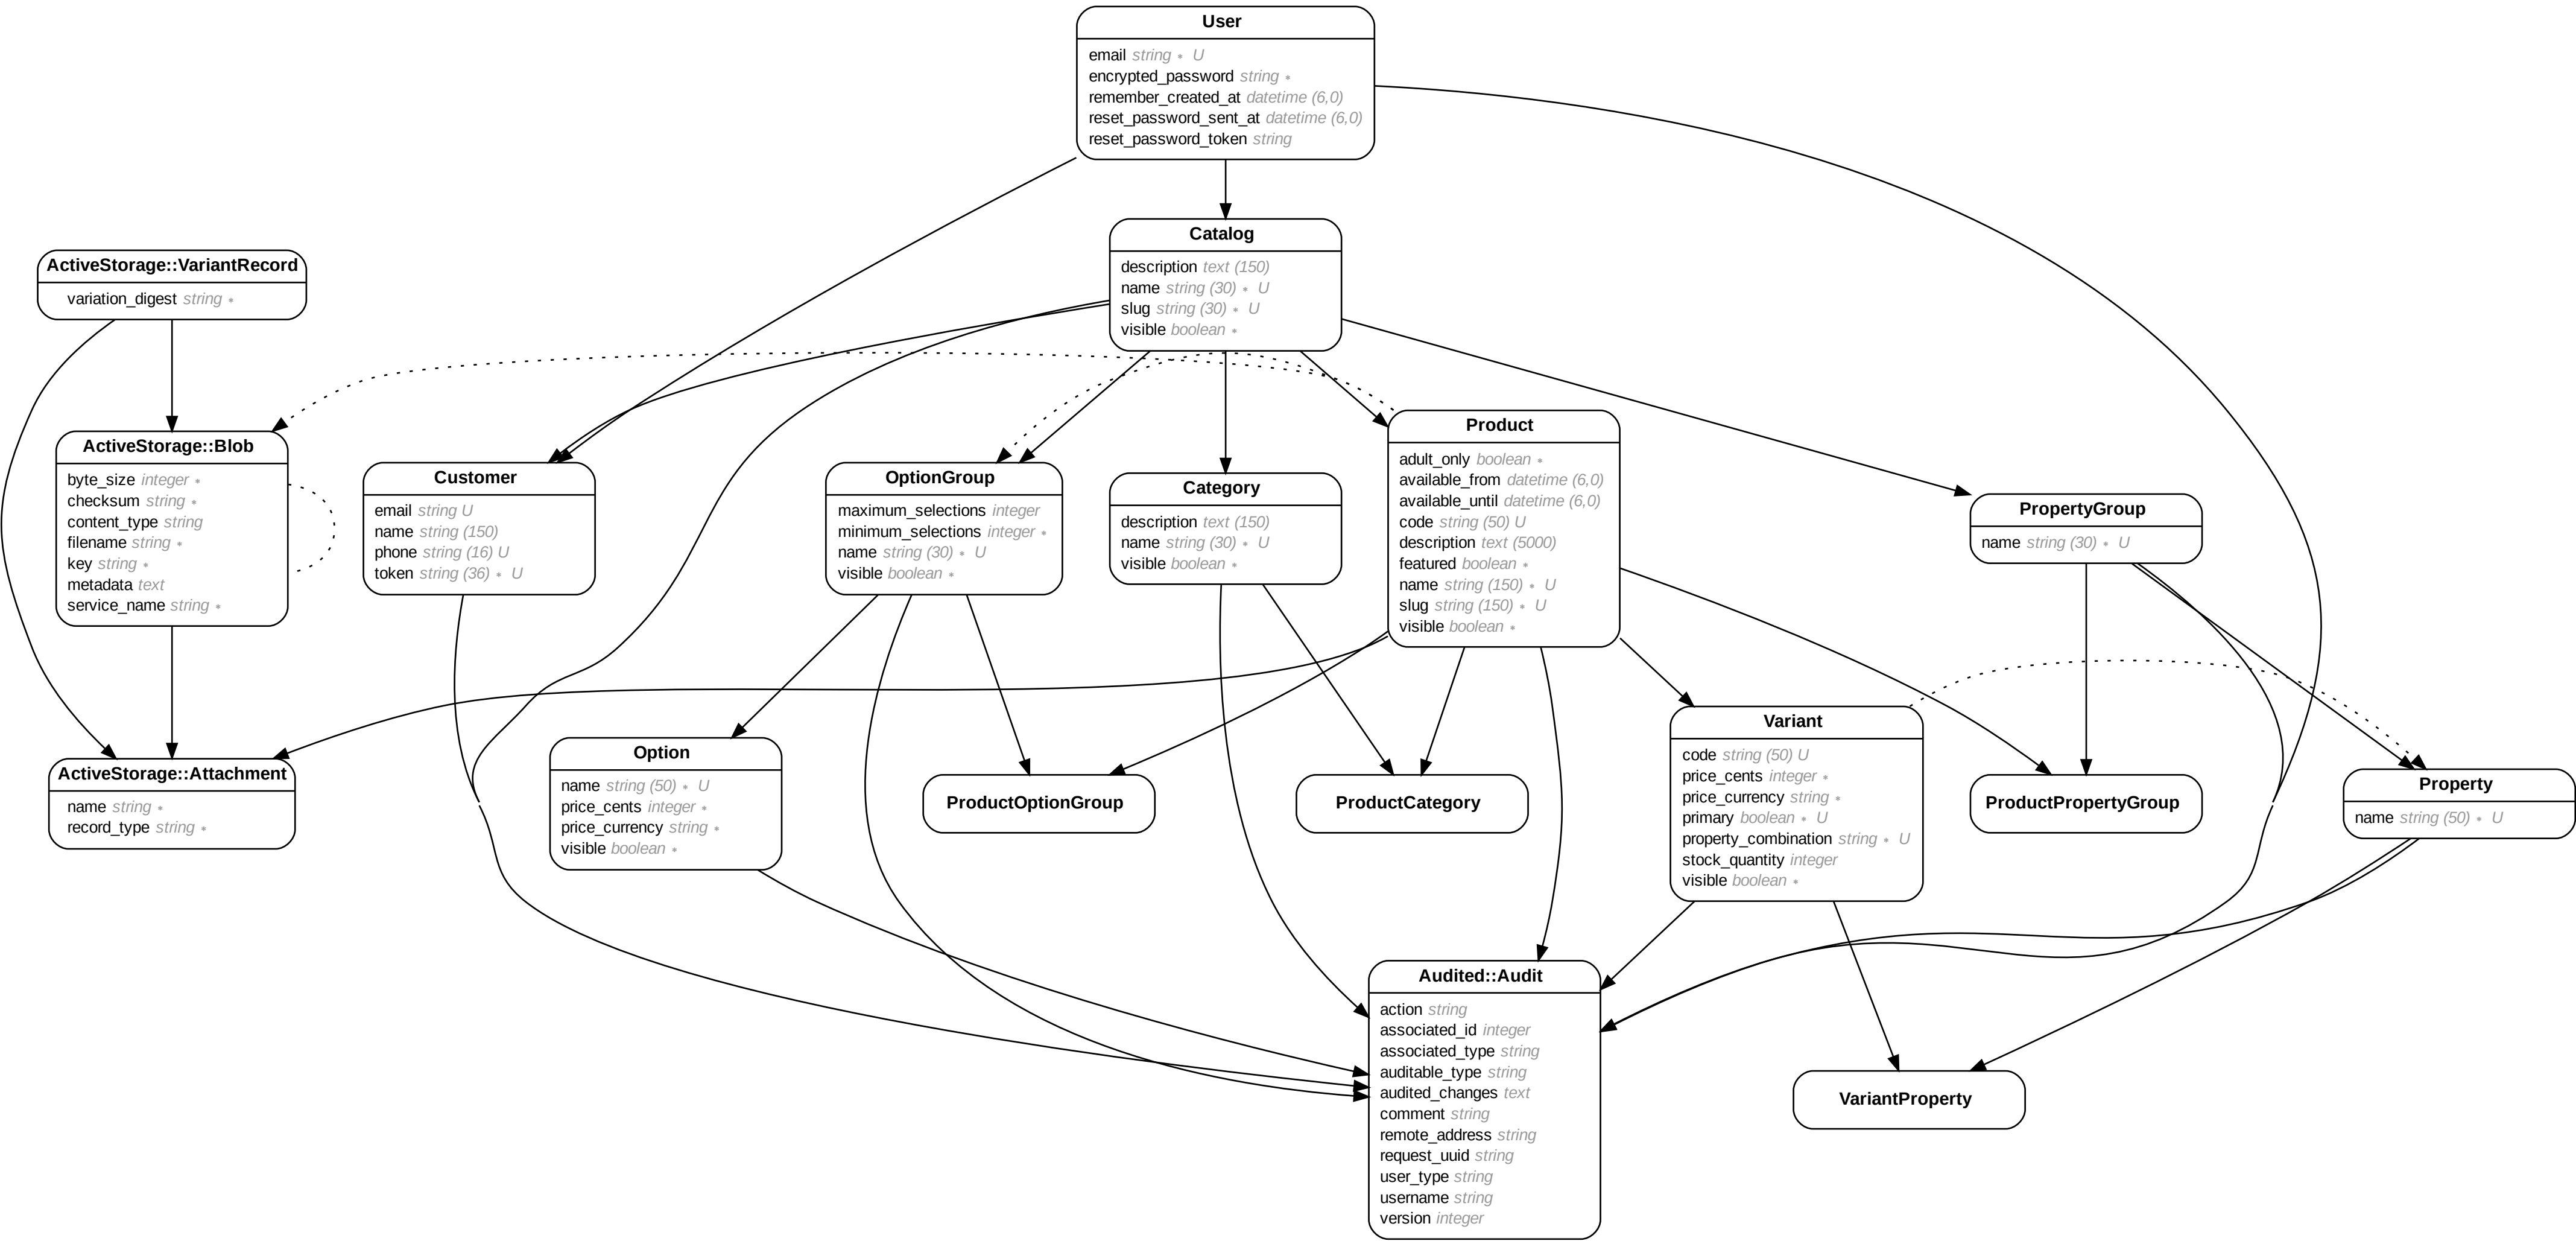 User
email string * U
encrypted_password string *
remember_created_at datetime (6,0)
reset_password_sent_at datetime (6,0)
reset_password_token string
Catalog
description text (150)
name string (30) * U
slug string (30) * U
visible boolean *
ActiveStorage::VariantRecord
variation_digest string *
ActiveStorage::Blob
byte_size integer *
checksum string *
content_type string
filename string *
key string *
metadata text
service_name string *
Customer
email string U
name string (150)
phone string (16) U
token string (36) * U
OptionGroup
maximum_selections integer
minimum_selections integer *
name string (30) * U
visible boolean *
Category
description text (150)
name string (30) * U
visible boolean *
Product
adult_only boolean *
available_from datetime (6,0)
available_until datetime (6,0)
code string (50) U
description text (5000)
featured boolean *
name string (150) * U
slug string (150) * U
visible boolean *
PropertyGroup
name string (30) * U
ActiveStorage::Attachment
name string *
record_type string *
Option
name string (50) * U
price_cents integer *
price_currency string *
visible boolean *
ProductOptionGroup
ProductCategory
Variant
code string (50) U
price_cents integer *
price_currency string *
primary boolean * U
property_combination string * U
stock_quantity integer
visible boolean *
ProductPropertyGroup
Property
name string (50) * U
Audited::Audit
action string
associated_id integer
associated_type string
auditable_type string
audited_changes text
comment string
remote_address string
request_uuid string
user_type string
username string
version integer
VariantProperty